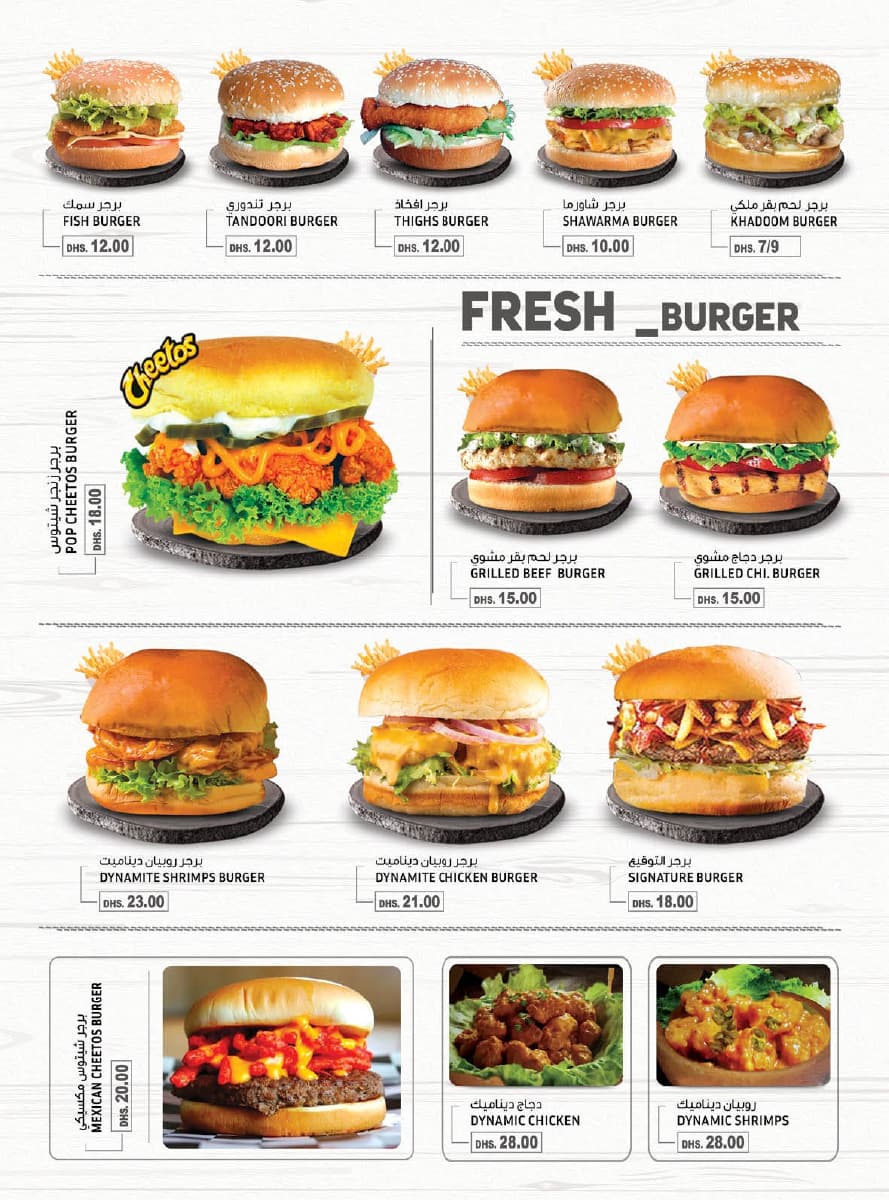 برجر سمك
FISH BURGER
DHS. 12.00
برجر تندوري
TANDOORI BURGER
DHS. 12.00
برجر افخاذ
THIGHS BURGER
DHS. 12.00
برجر شاورما
SHAWARMA BURGER
DHS. 10.00
برجر لحم بقر ملكي
KHADOOM BURGER
DHS. 7/9
FRESH _BURGER
Cheetos
برجر زنجر شيتوس
POP CHEETOS BURGER
DHS. 18.00
برجر لحم بقر مشوي
GRILLED BEEF BURGER
DHS. 15.00
برجر دجاج مشوي
GRILLED CHI. BURGER
DHS. 15.00
برجر روبيان ديناميت
DYNAMITE SHRIMPS BURGER
DHS. 23.00
برجر روبيان ديناميت
DYNAMITE CHICKEN BURGER
DHS. 21.00
برجر التوقيع
SIGNATURE BURGER
DHS. 18.00
برجر شيتوس مكسيكي
MEXICAN CHEETOS BURGER
DHS. 20.00
دجاج ديناميك
DYNAMIC CHICKEN
DHS. 28.00
روبيان ديناميك
DYNAMIC SHRIMPS
DHS. 28.00